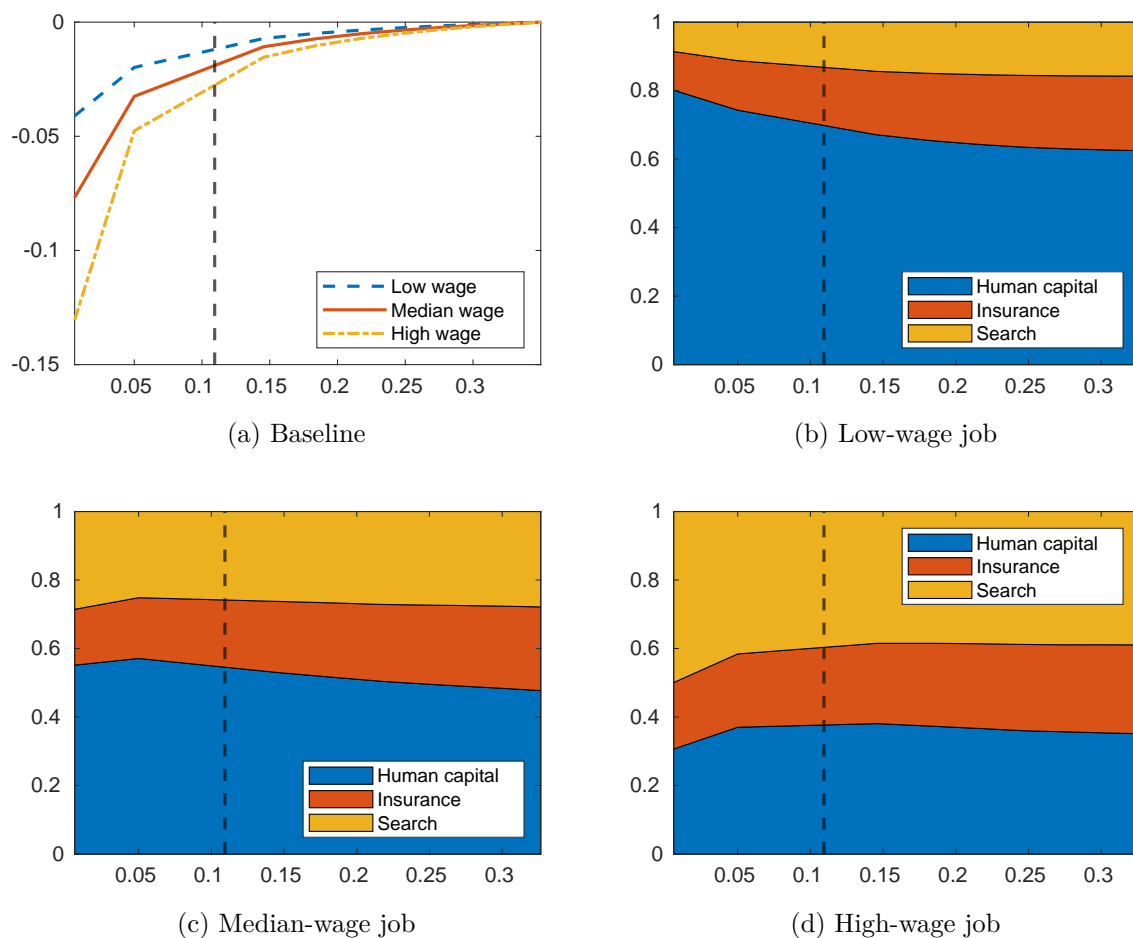 0
-0.05
-0.1
-0.15
0.05 0.1 0.15 0.2 0.25 0.3
Low wage
Median wage
High wage
(a) Baseline
1
0.8
0.6
0.4
0.2
0
0.05 0.1 0.15 0.2 0.25 0.3
Human capital
Insurance
Search
(b) Low-wage job
1
0.8
0.6
0.4
0.2
0
0.05 0.1 0.15 0.2 0.25 0.3
Human capital
Insurance
Search
(c) Median-wage job
1
0.8
0.6
0.4
0.2
0
0.05 0.1 0.15 0.2 0.25 0.3
Human capital
Insurance
Search
(d) High-wage job